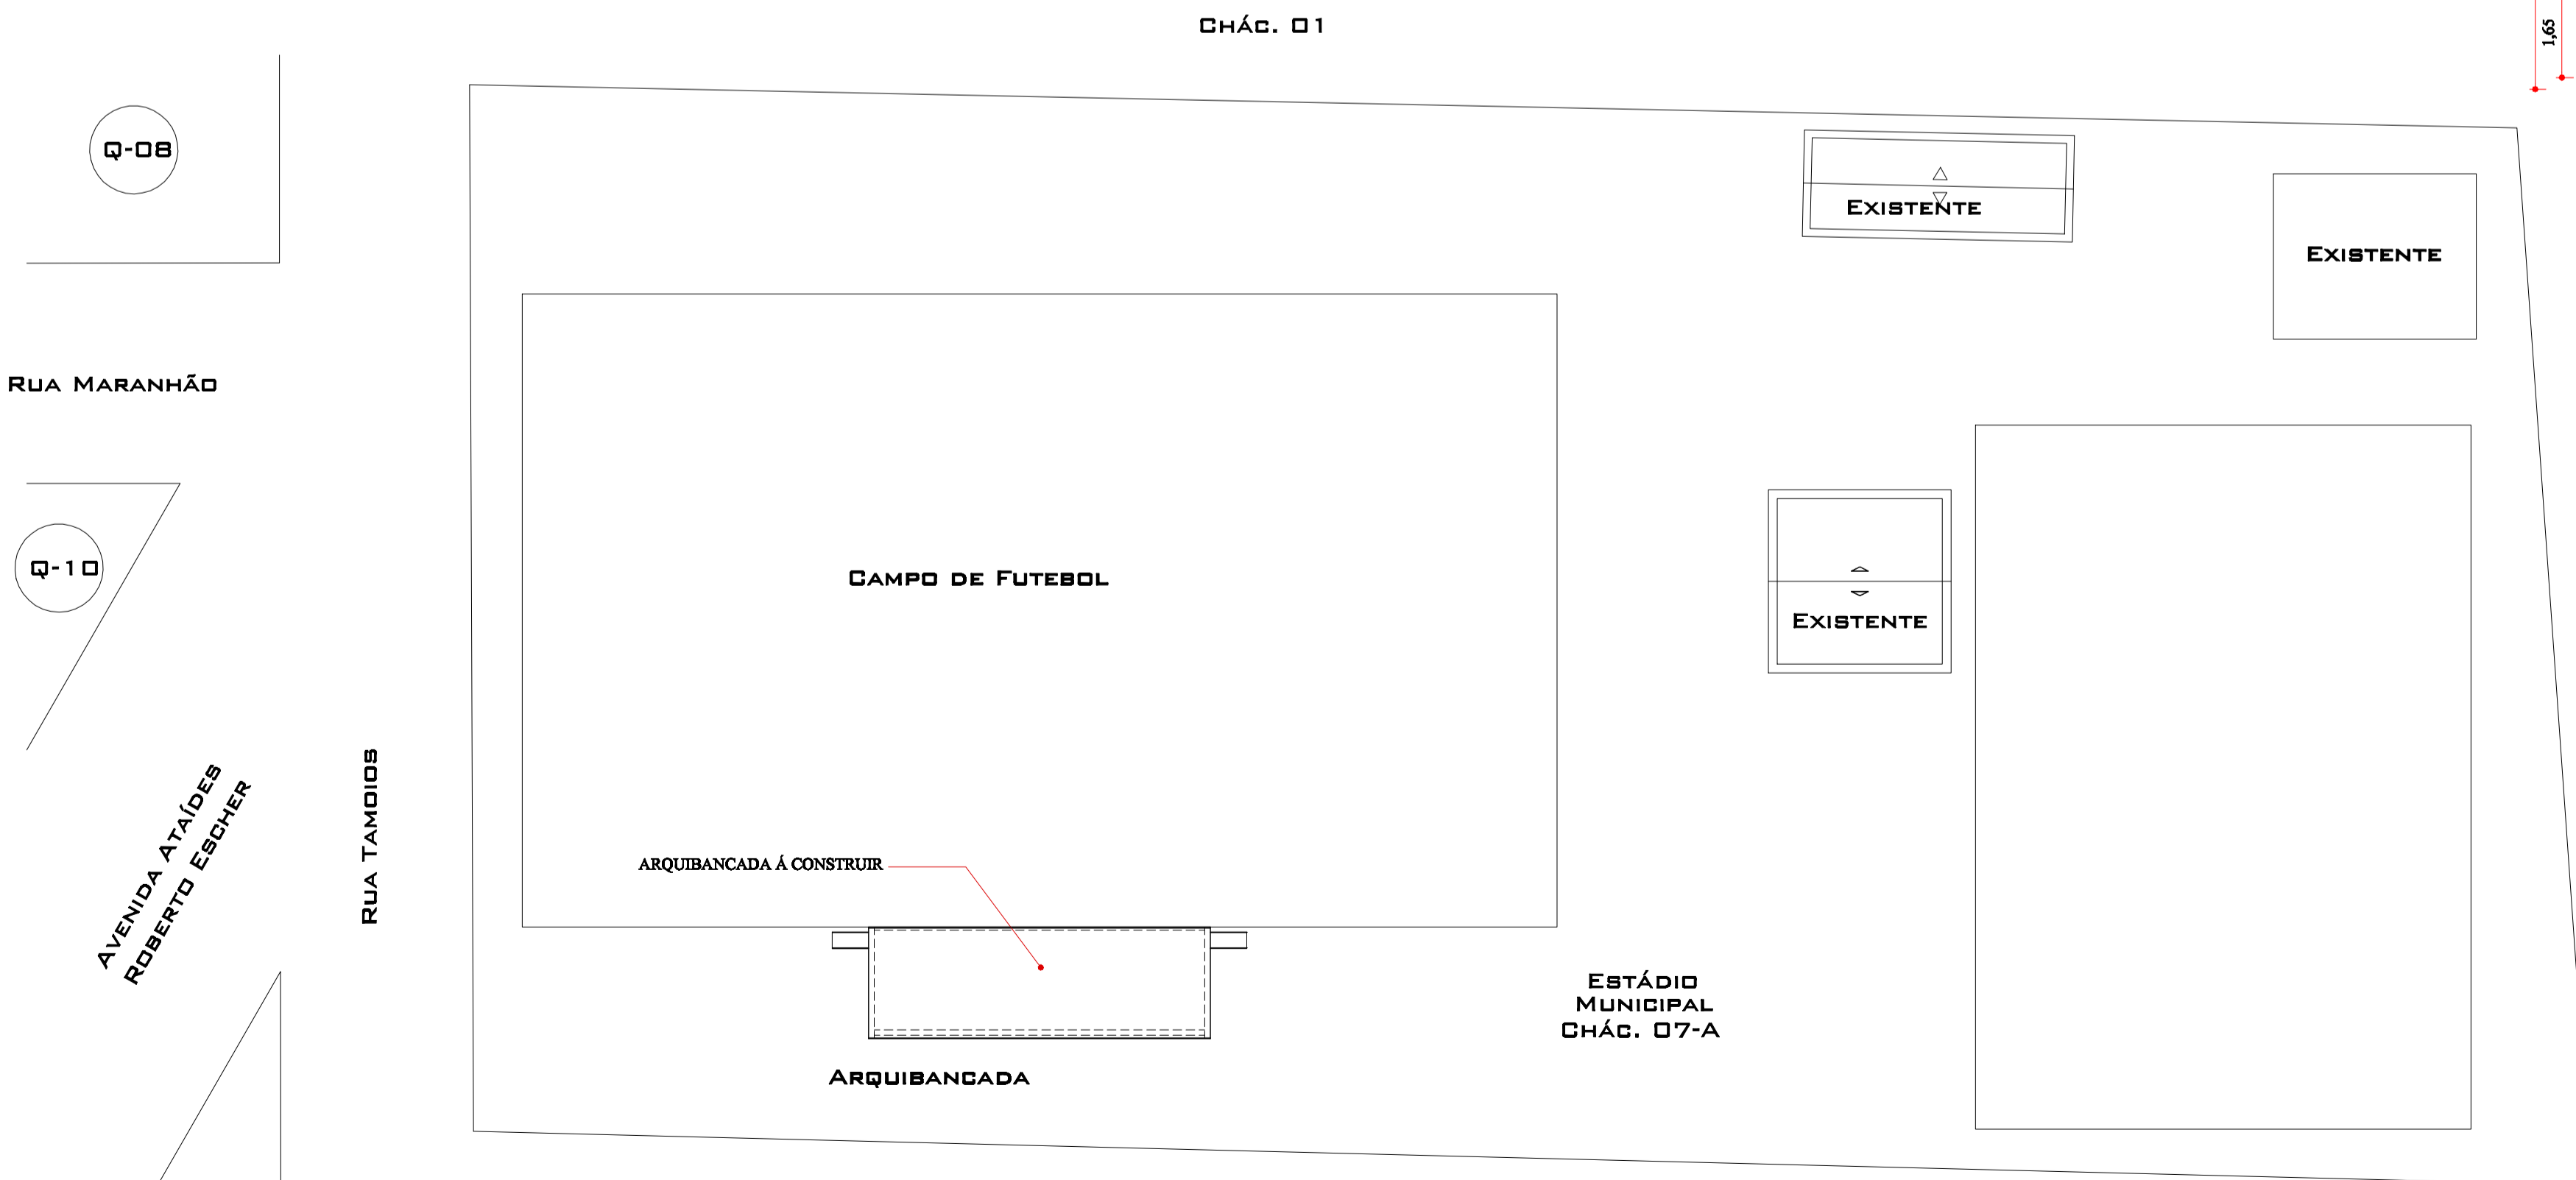 Chác. 01
1,65
Q-08
Existente
Existente
Rua Maranhão
Q-10
Campo de Futebol
Existente
Avenida Ataídes
Roberto Escher
Rua Tamoios
ARQUIBANCADA Á CONSTRUIR
Estádio
Municipal
Chác. 07-A
Arquibancada